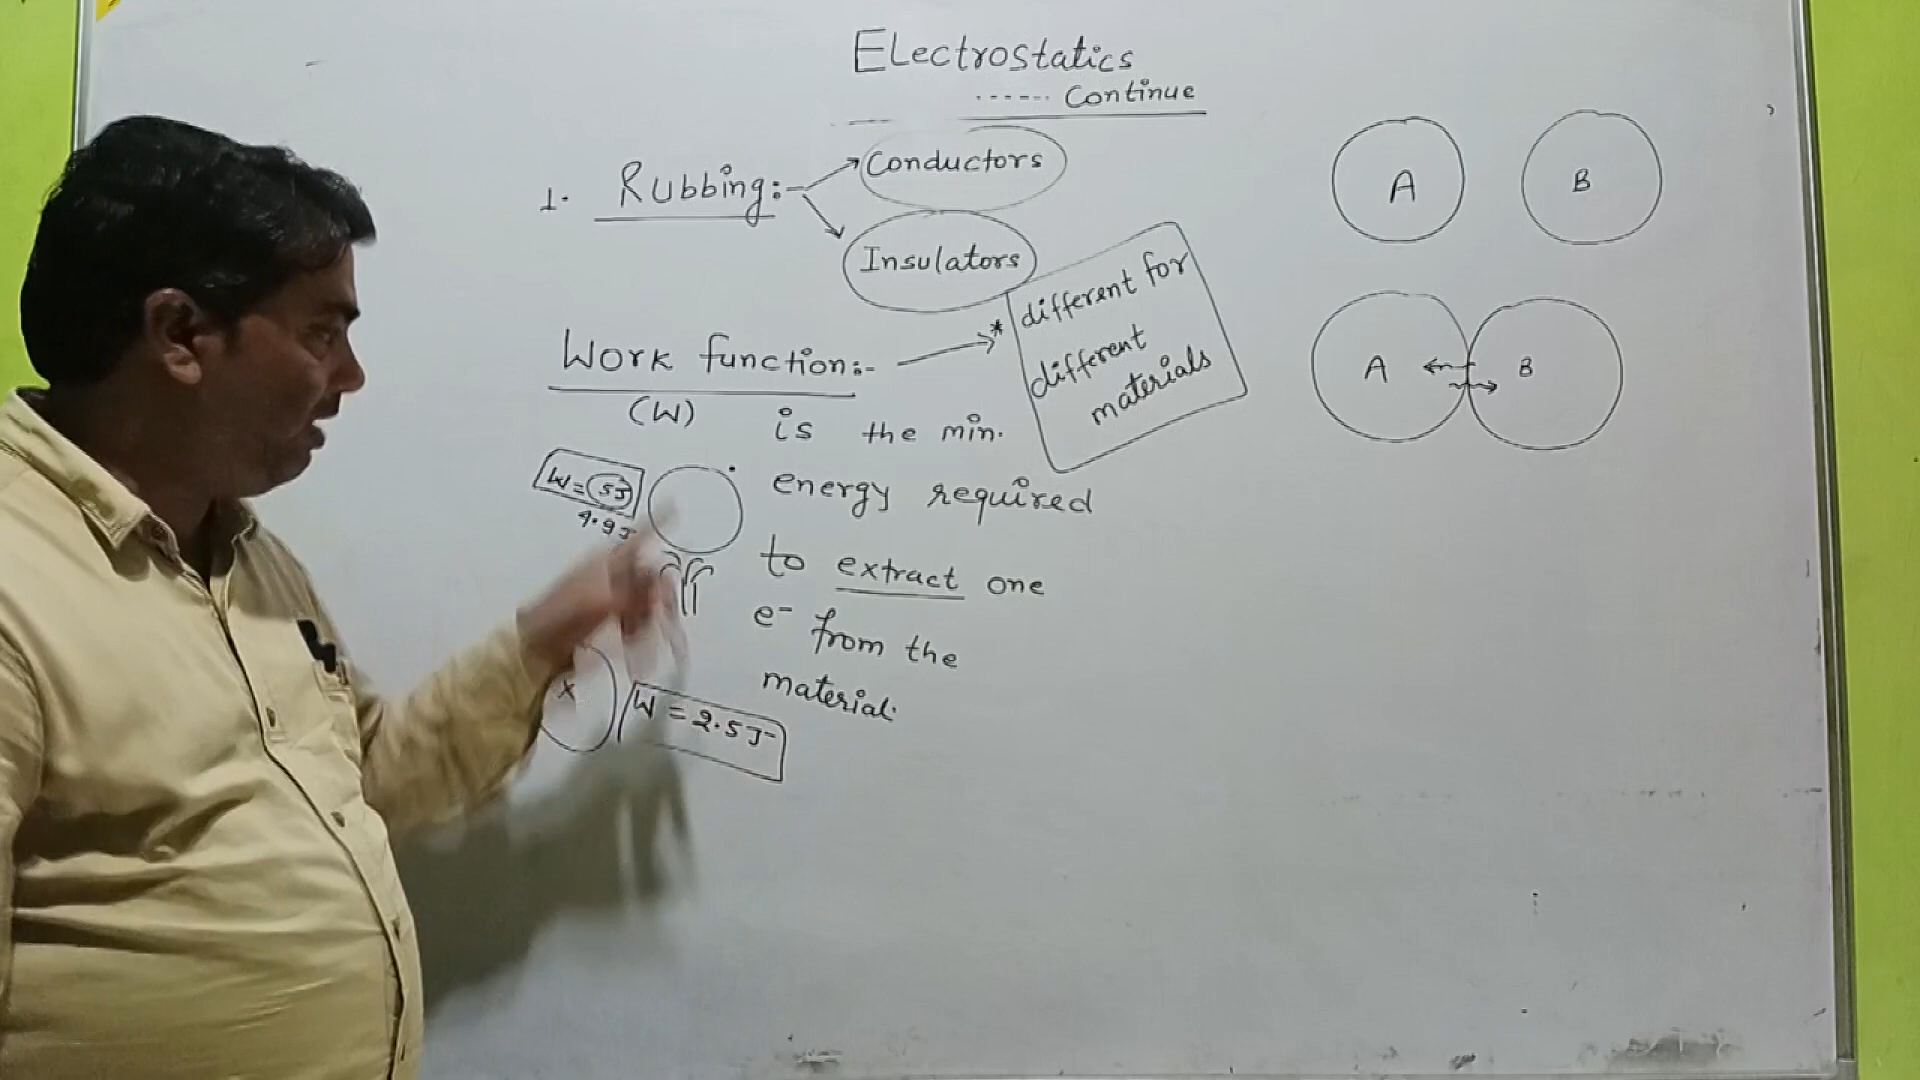 Electrostatics
...... Continue
1. Rubbing:-
Conductors
Insulators
A
B
Work function:-
(W)
* different for
different
materials
A
B
is the min.
energy required
to extract one
e- from the
material.
W = 5J
4.9J
x
W = 2.5J